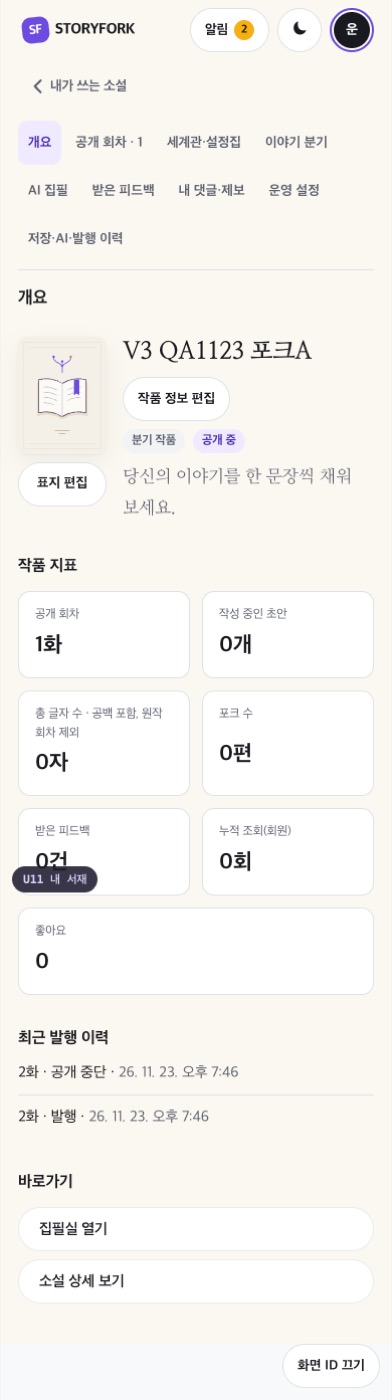 SF STORYFORK 알림 2 운
내가 쓰는 소설
개요 공개 회차 · 1 세계관·설정집 이야기 분기
AI 집필 받은 피드백 내 댓글·제보 운영 설정
저장·AI·발행 이력
개요
V3 QA1123 포크A
작품 정보 편집
분기 작품 공개 중
표지 편집
당신의 이야기를 한 문장씩 채워
보세요.
작품 지표
공개 회차
1화
작성 중인 초안
0개
총 글자 수 · 공백 포함, 원작
회차 제외
0자
포크 수
0편
받은 피드백
0건
누적 조회(회원)
0회
U11 내 서재
좋아요
0
최근 발행 이력
2화 · 공개 중단 · 26. 11. 23. 오후 7:46
2화 · 발행 · 26. 11. 23. 오후 7:46
바로가기
집필실 열기
소설 상세 보기
화면 ID 끄기